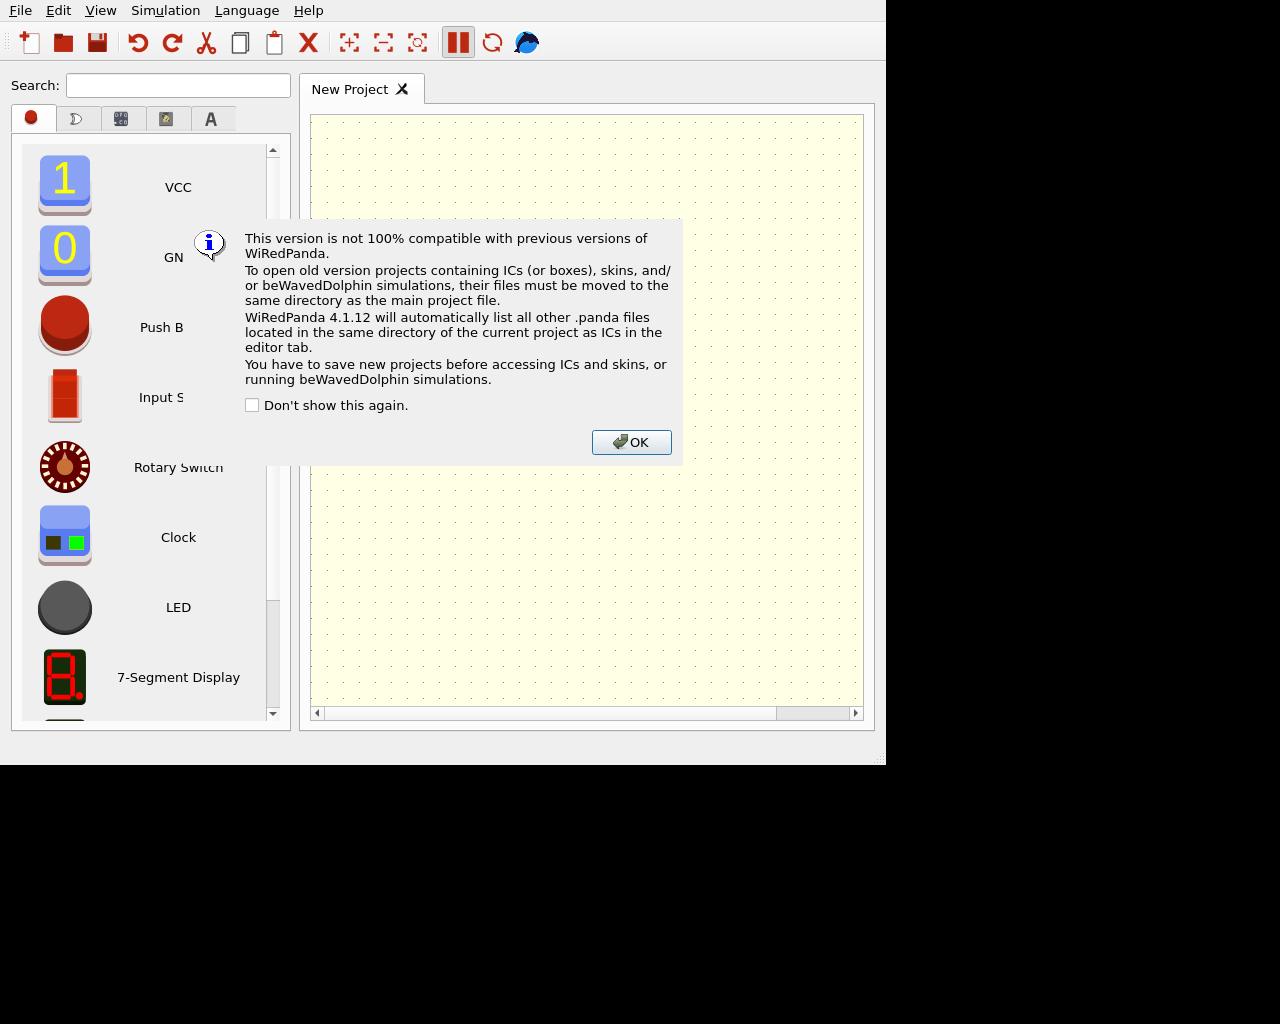 File Edit View Simulation Language Help
Search:
New Project
A
1
VCC
0
GN
Push B
Input S
Rotary Switch
Clock
LED
7-Segment Display
This version is not 100% compatible with previous versions of
WiRedPanda.
To open old version projects containing ICs (or boxes), skins, and/
or beWavedDolphin simulations, their files must be moved to the
same directory as the main project file.
WiRedPanda 4.1.12 will automatically list all other .panda files
located in the same directory of the current project as ICs in the
editor tab.
You have to save new projects before accessing ICs and skins, or
running beWavedDolphin simulations.
Don't show this again.
OK